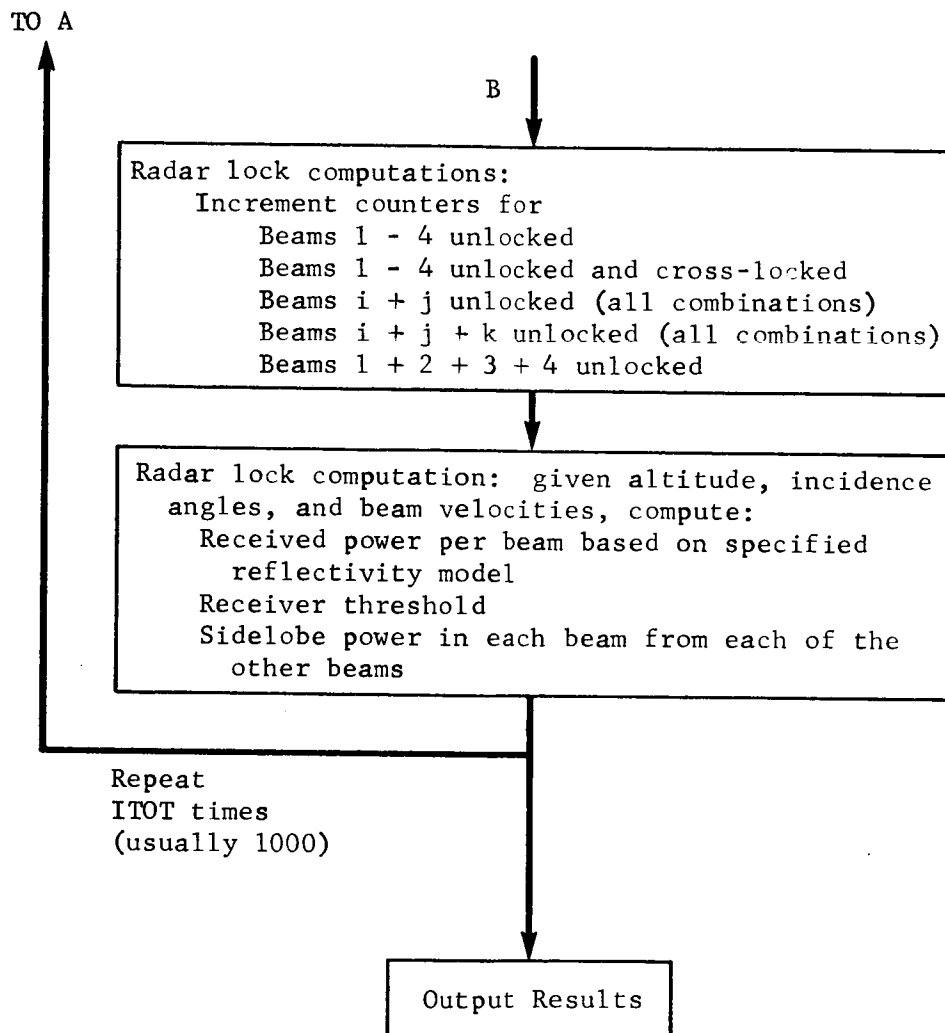 TO A
B
Radar lock computations:
Increment counters for
Beams 1 - 4 unlocked
Beams 1 - 4 unlocked and cross-locked
Beams i + j unlocked (all combinations)
Beams i + j + k unlocked (all combinations)
Beams 1 + 2 + 3 + 4 unlocked
Radar lock computation: given altitude, incidence
angles, and beam velocities, compute:
Received power per beam based on specified
reflectivity model
Receiver threshold
Sidelobe power in each beam from each of the
other beams
Repeat
ITOT times
(usually 1000)
Output Results